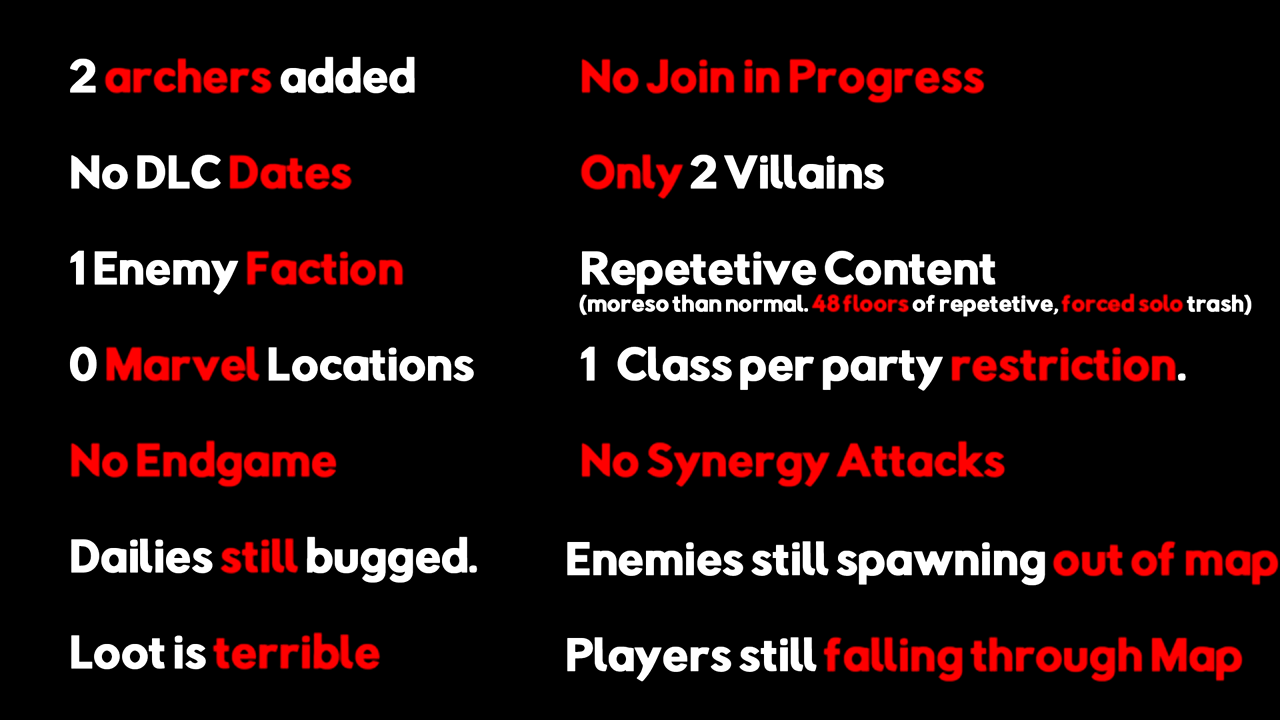 2 archers added
No DLC Dates
1 Enemy Faction
0 Marvel Locations
No Endgame
Dailies still bugged.
Loot is terrible
No Join in Progress
Only 2 Villains
Repetetive Content
(moreso than normal. 48 floors of repetetive, forced solo trash)
1 Class per party restriction.
No Synergy Attacks
Enemies still spawning out of map
Players still falling through Map